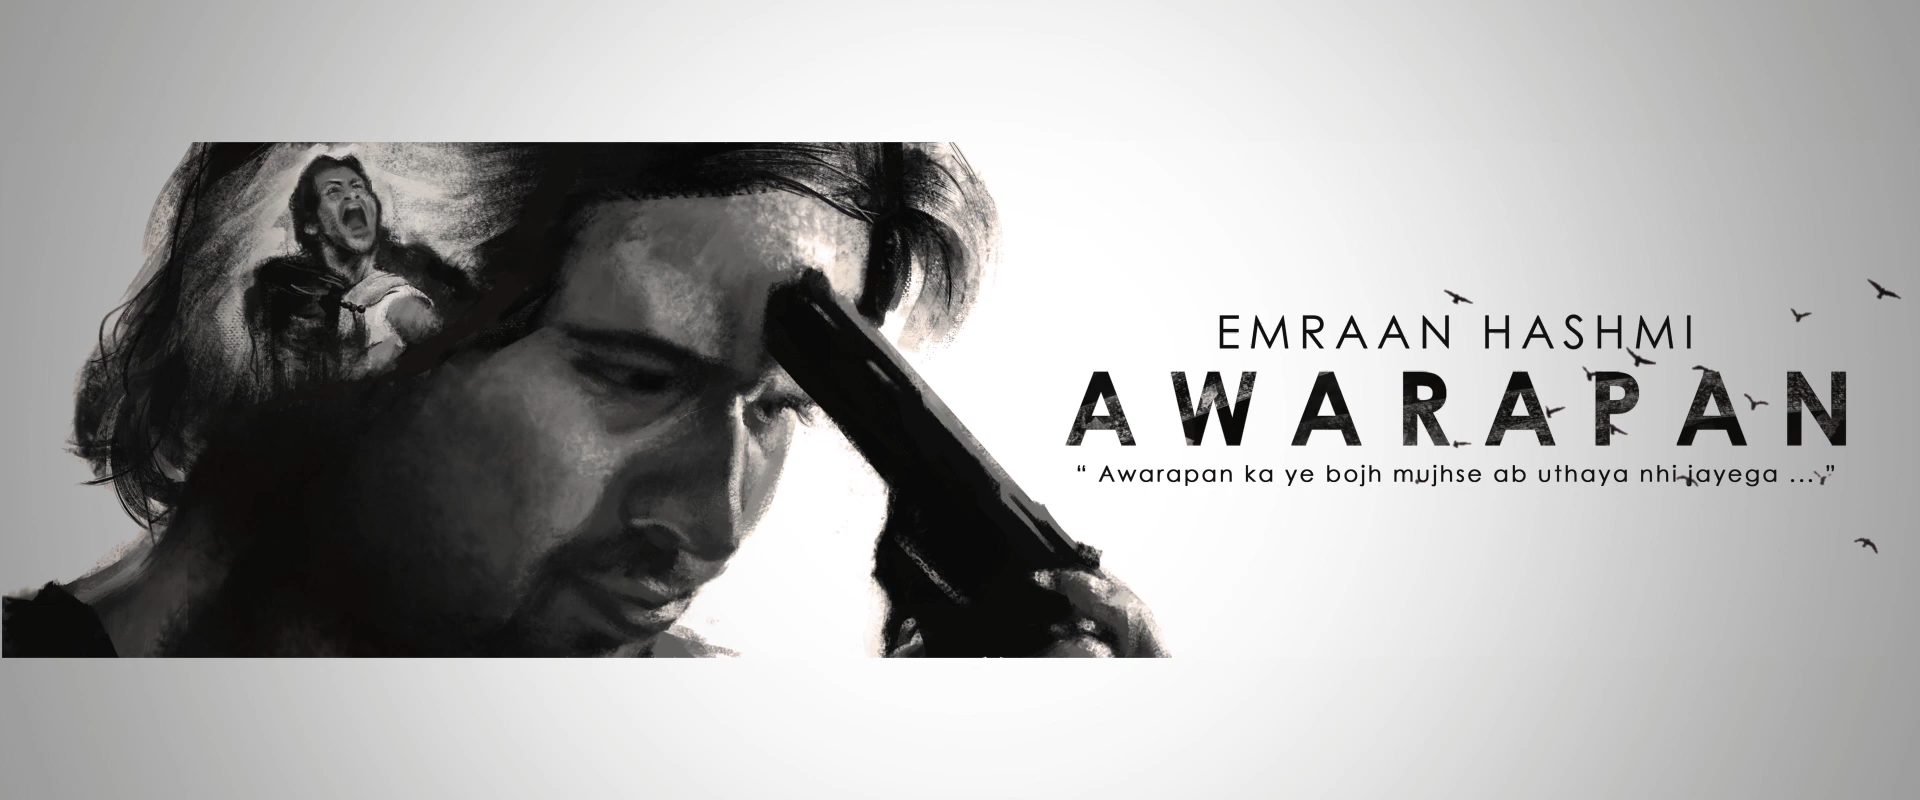 EMRAAN HASHMI
AWARAPAN
“ Awarapan ka ye bojh mujhse ab uthaya nhi jayega ... ”